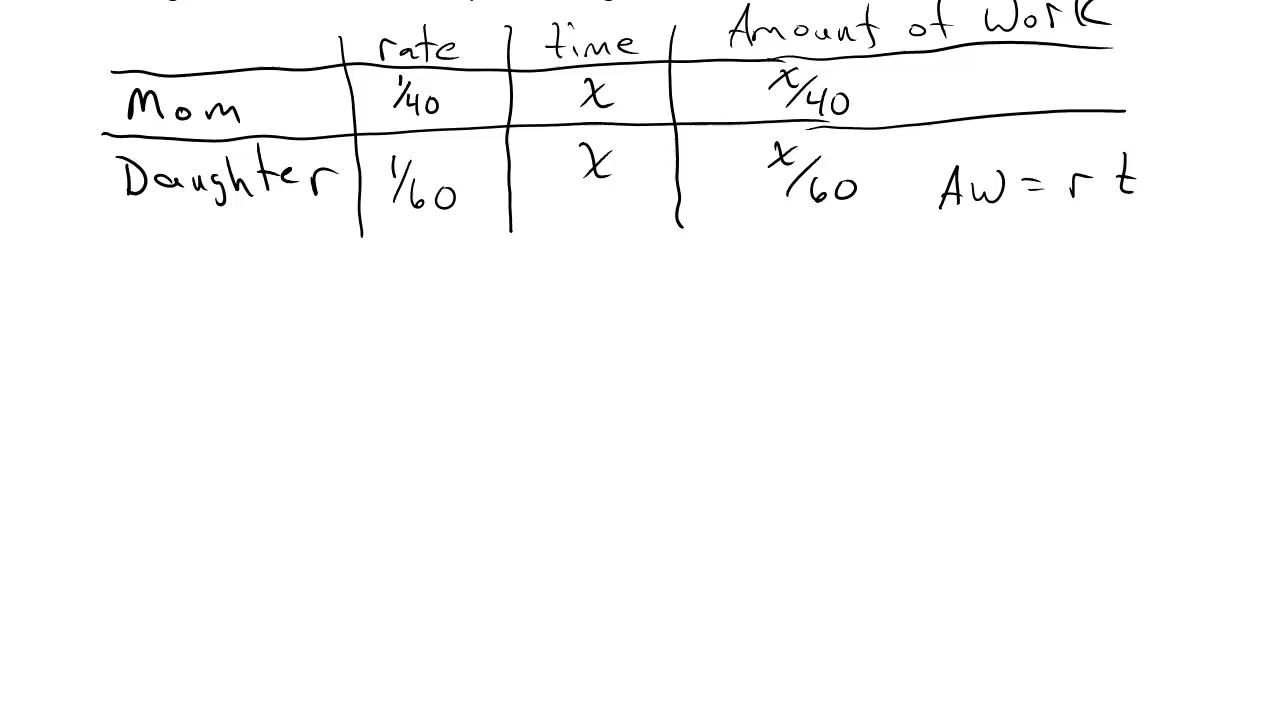 rate time Amount of Work
Mom 1/40 x x/40
Daughter 1/60 x x/60 AW = r t